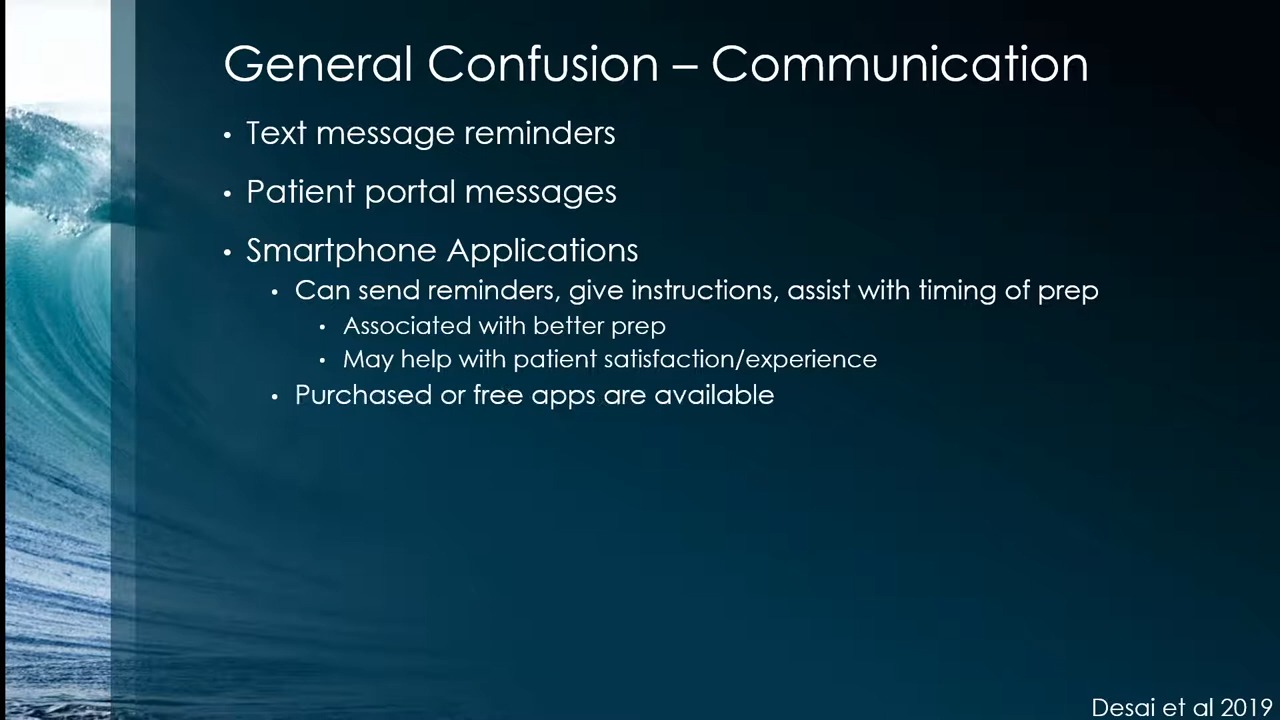 General Confusion – Communication
• Text message reminders
• Patient portal messages
• Smartphone Applications
• Can send reminders, give instructions, assist with timing of prep
• Associated with better prep
• May help with patient satisfaction/experience
• Purchased or free apps are available
Desai et al 2019